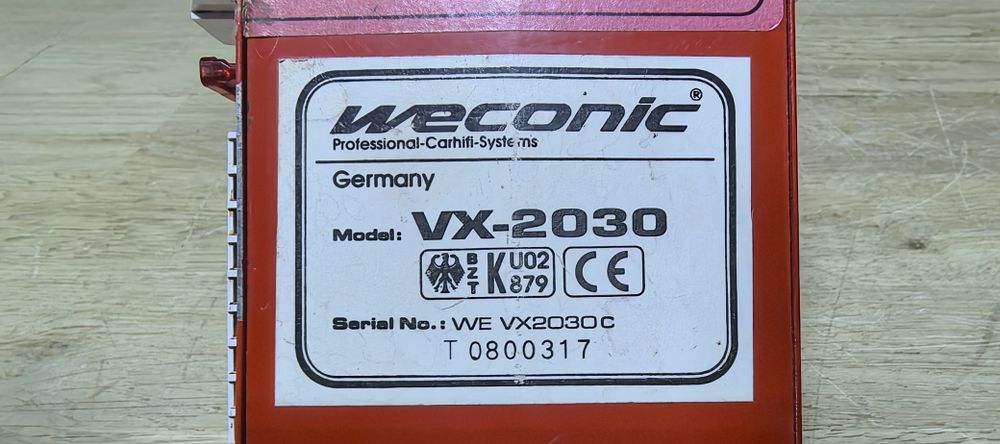 weconic®
Professional-Carhifi-Systems
Germany
Model: VX-2030
BZT K U02 879 CE
Serial No.: WE VX2030C
T 0800317